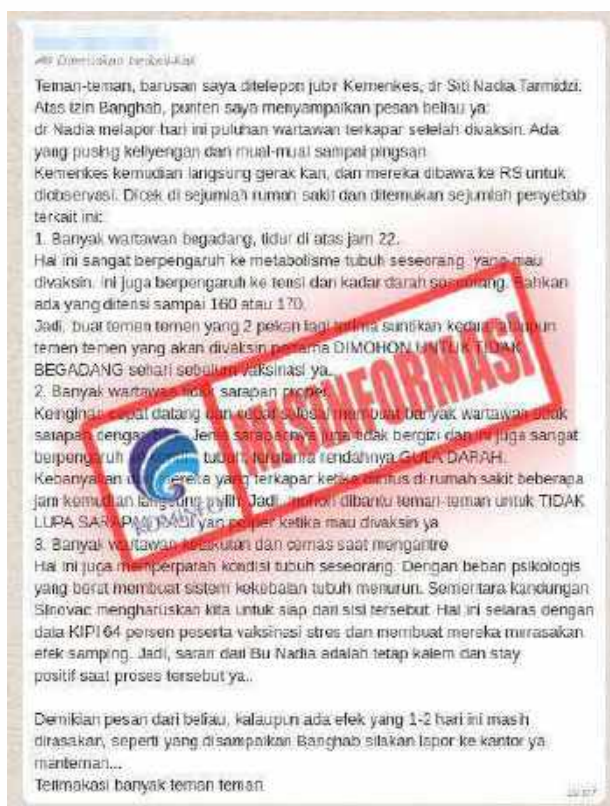 Diteruskan berkali-kali
Teman-teman, barusan saya ditelepon jubir Kemenkes, dr Siti Nadia Tarmidzi.
Atas izin Banghab, punten saya menyampaikan pesan beliau ya:
dr Nadia melapor hari ini puluhan wartawan terkapar setelah divaksin. Ada
yang pusing keliyengan dan mual-mual sampai pingsan.
Kemenkes kemudian langsung gerak kan, dan mereka dibawa ke RS untuk
diobservasi. Dicek di sejumlah rumah sakit dan ditemukan sejumlah penyebab
terkait ini:
1. Banyak wartawan begadang, tidur di atas jam 22.
Hal ini sangat berpengaruh ke metabolisme tubuh seseorang yang mau
divaksin. Ini juga berpengaruh ke tensi dan kadar darah seseorang. Bahkan
ada yang ditensi sampai 160 atau 170.
Jadi, buat temen temen yang 2 pekan lagi terima suntikan kedua ataupun
temen temen yang akan divaksin pertama DIMOHON UNTUK TIDAK
BEGADANG sehari sebelum vaksinasi ya..
2. Banyak wartawan tidak sarapan proper.
Keinginan cepat datang dan cepat selesai membuat banyak wartawan tidak
sarapan dengan Jenis sarapannya juga tidak bergizi dan ini juga sangat
berpengaruh tubuh, terutama rendahnya GULA DARAH.
Kebanyakan mereka yang terkapar ketika diinfus di rumah sakit beberapa
jam kemudian langsung pulih. Jadi, mohon dibantu teman-teman untuk TIDAK
LUPA SARAPAN yang proper ketika mau divaksin ya
3. Banyak wartawan ketakutan dan cemas saat mengantre
Hal ini juga memperparah kondisi tubuh seseorang. Dengan beban psikologis
yang berat membuat sistem kekebalan tubuh menurun. Sementara kandungan
Sinovac mengharuskan kita untuk siap dari sisi tersebut. Hal ini selaras dengan
data KIPI 64 persen peserta vaksinasi stres dan membuat mereka merasakan
efek samping. Jadi, saran dari Bu Nadia adalah tetap kalem dan stay
positif saat proses tersebut ya..
Demikian pesan dari beliau, kalaupun ada efek yang 1-2 hari ini masih
dirasakan, seperti yang disampaikan Banghab silakan lapor ke kantor ya
manteman...
Terimakasi banyak teman teman
MISINFORMASI
KOMINFO